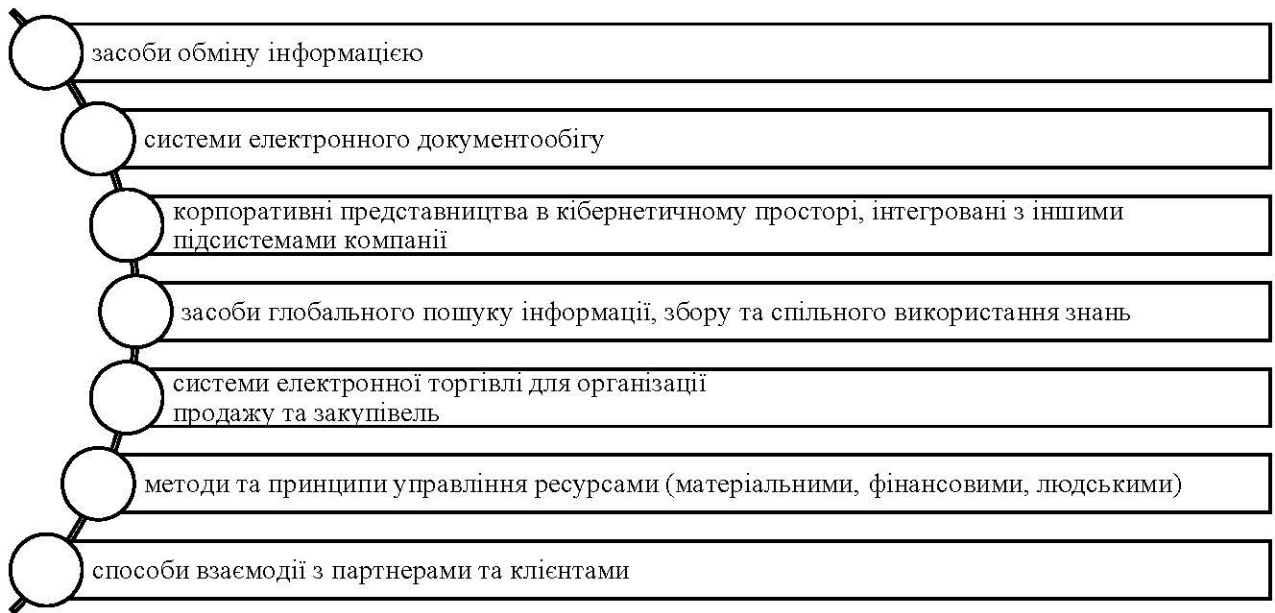 засоби обміну інформацією
системи електронного документообігу
корпоративні представництва в кібернетичному просторі, інтегровані з іншими
підсистемами компанії
засоби глобального пошуку інформації, збору та спільного використання знань
системи електронної торгівлі для організації
продажу та закупівель
методи та принципи управління ресурсами (матеріальними, фінансовими, людськими)
способи взаємодії з партнерами та клієнтами